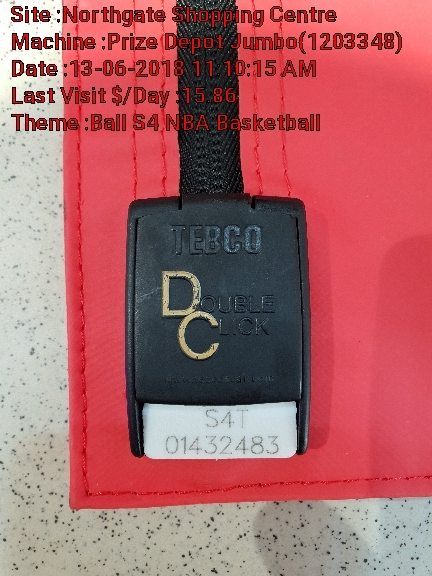 Site :Northgate Shopping Centre
Machine :Prize Depot Jumbo(1203348)
Date :13-06-2018 11:10:15 AM
Last Visit $/Day :15.86
Theme :Ball S4 NBA Basketball
TEBCO
DOUBLE
CLICK
S4T
01432483